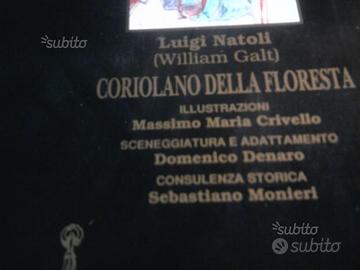 subito
subito
Luigi Natoli
(William Galt)
CORIOLANO DELLA FLORESTA
ILLUSTRAZIONI
Massimo Maria Crivello
SCENEGGIATURA E ADATTAMENTO
Domenico Denaro
CONSULENZA STORICA
Sebastiano Monieri
subito
subito